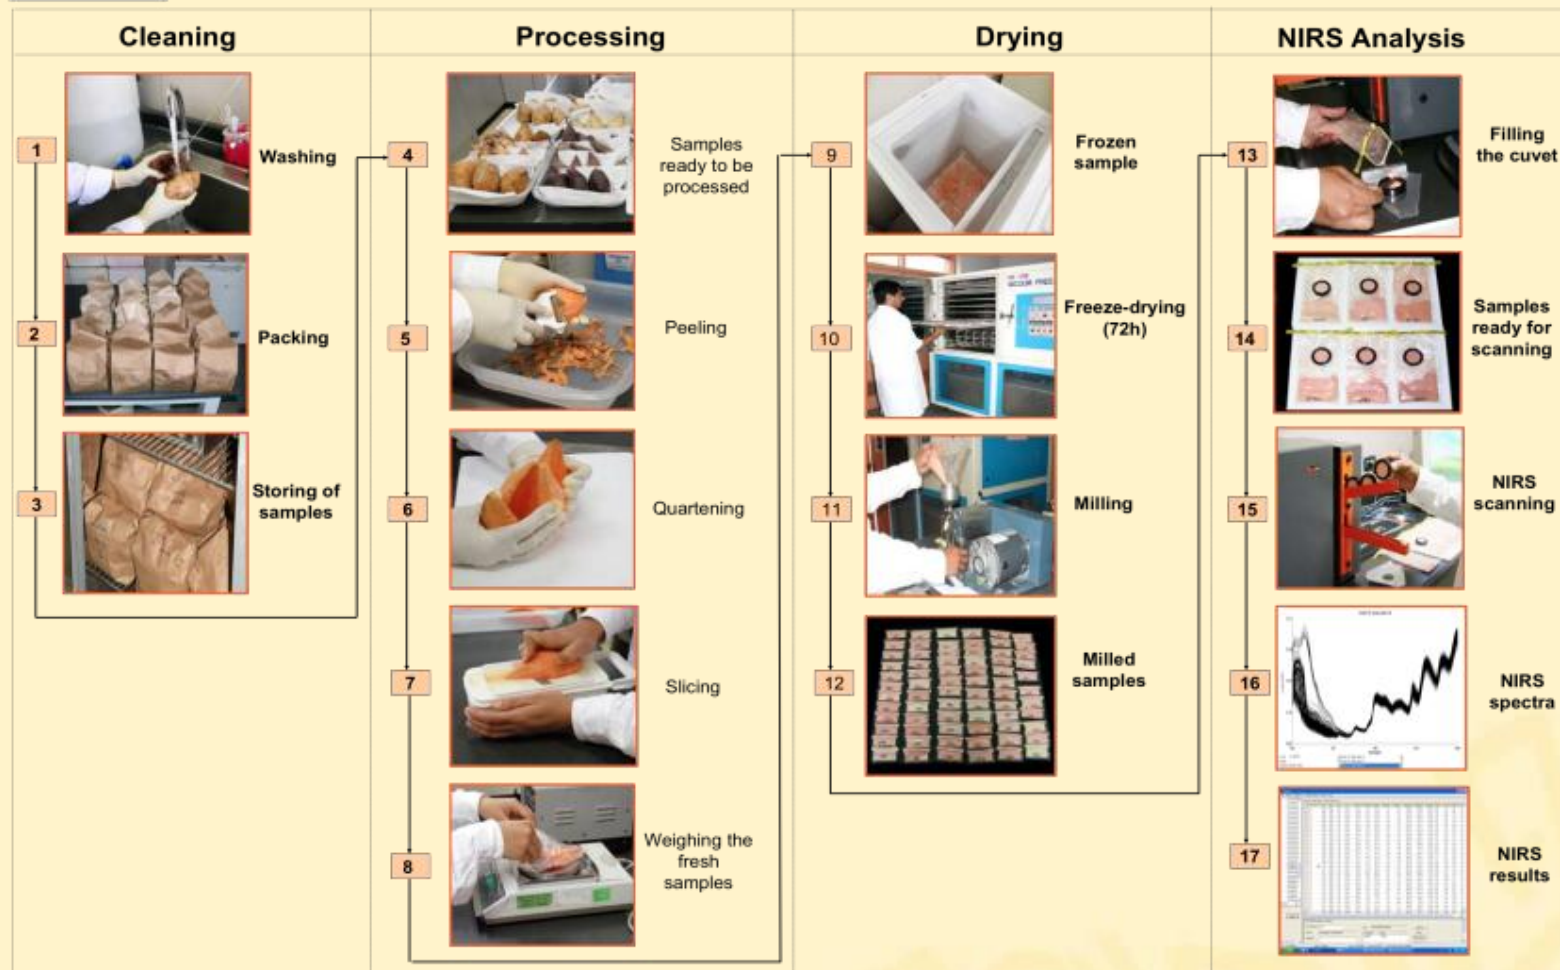 Cleaning
1
Washing
2
Packing
3
Storing of
samples
Processing
4
Samples
ready to be
processed
5
Peeling
6
Quartening
7
Slicing
8
Weighing the
fresh
samples
Drying
9
Frozen
sample
10
Freeze-drying
(72h)
11
Milling
12
Milled
samples
NIRS Analysis
13
Filling
the cuvet
14
Samples
ready for
scanning
15
NIRS
scanning
16
NIRS
spectra
17
NIRS
results